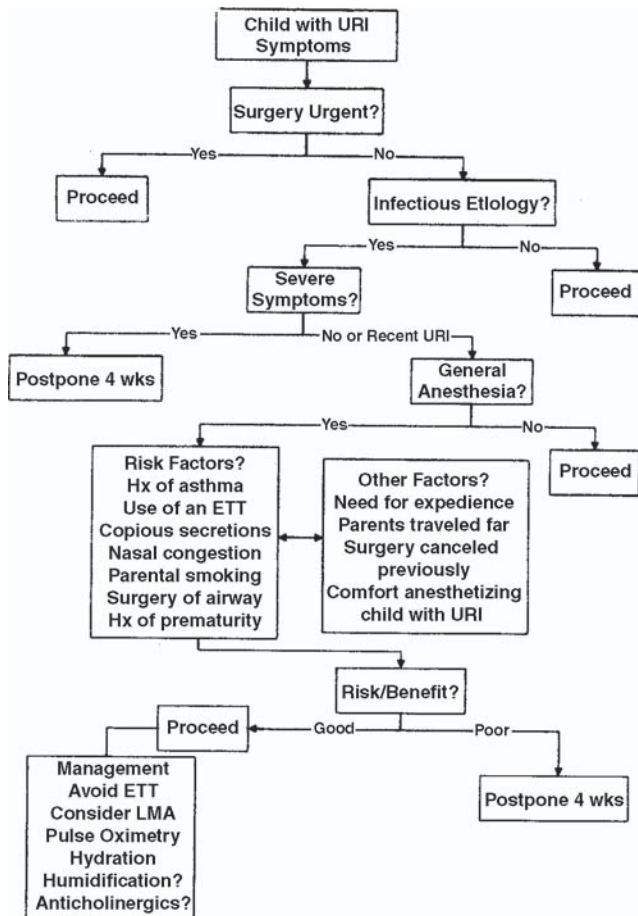 Child with URI
Symptoms
Surgery Urgent?
Yes
No
Proceed
Infectious Etlology?
Yes
No
Severe
Symptoms?
Proceed
Yes
No or Recent URI
Postpone 4 wks
General
Anesthesia?
Yes
No
Risk Factors?
Hx of asthma
Use of an ETT
Copious secretions
Nasal congestion
Parental smoking
Surgery of airway
Hx of prematurity
Other Factors?
Need for expedience
Parents traveled far
Surgery canceled
previously
Comfort anesthetizing
child with URI
Proceed
Risk/Benefit?
Proceed
Good
Poor
Management
Avoid ETT
Consider LMA
Pulse Oximetry
Hydration
Humidification?
Anticholinergics?
Postpone 4 wks